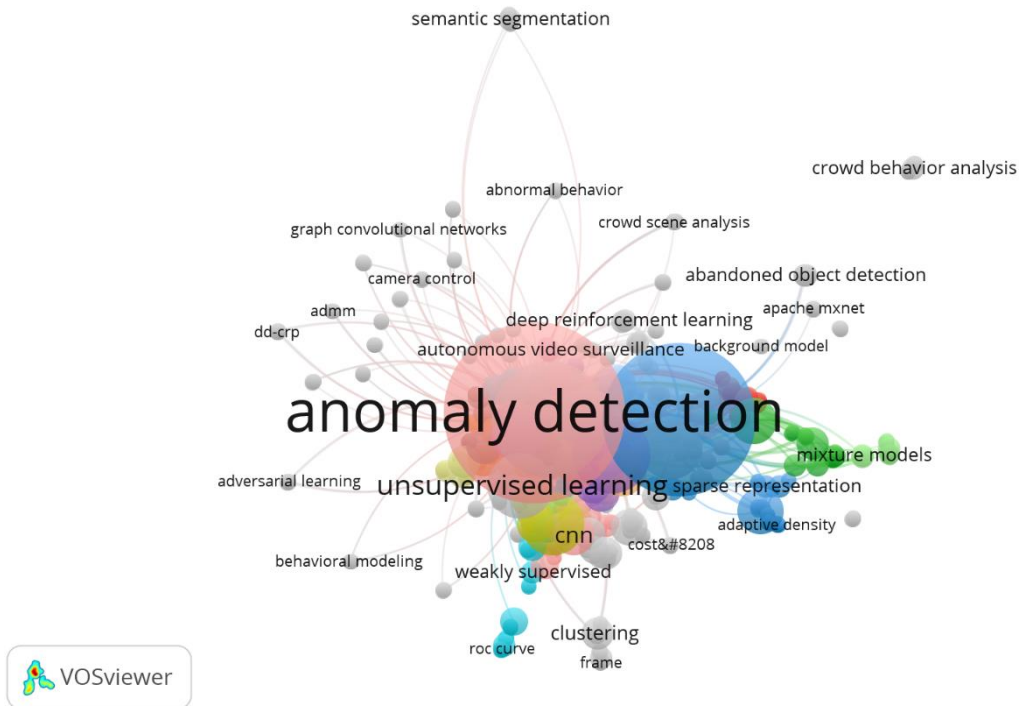 semantic segmentation
crowd behavior analysis
abnormal behavior
crowd scene analysis
graph convolutional networks
camera control
abandoned object detection
admm
apache mxnet
deep reinforcement learning
dd-crp
autonomous video surveillance
background model
anomaly detection
mixture models
adversarial learning
unsupervised learning
sparse representation
adaptive density
cnn
cost&#8208
behavioral modeling
weakly supervised
clustering
roc curve
frame
VOSviewer